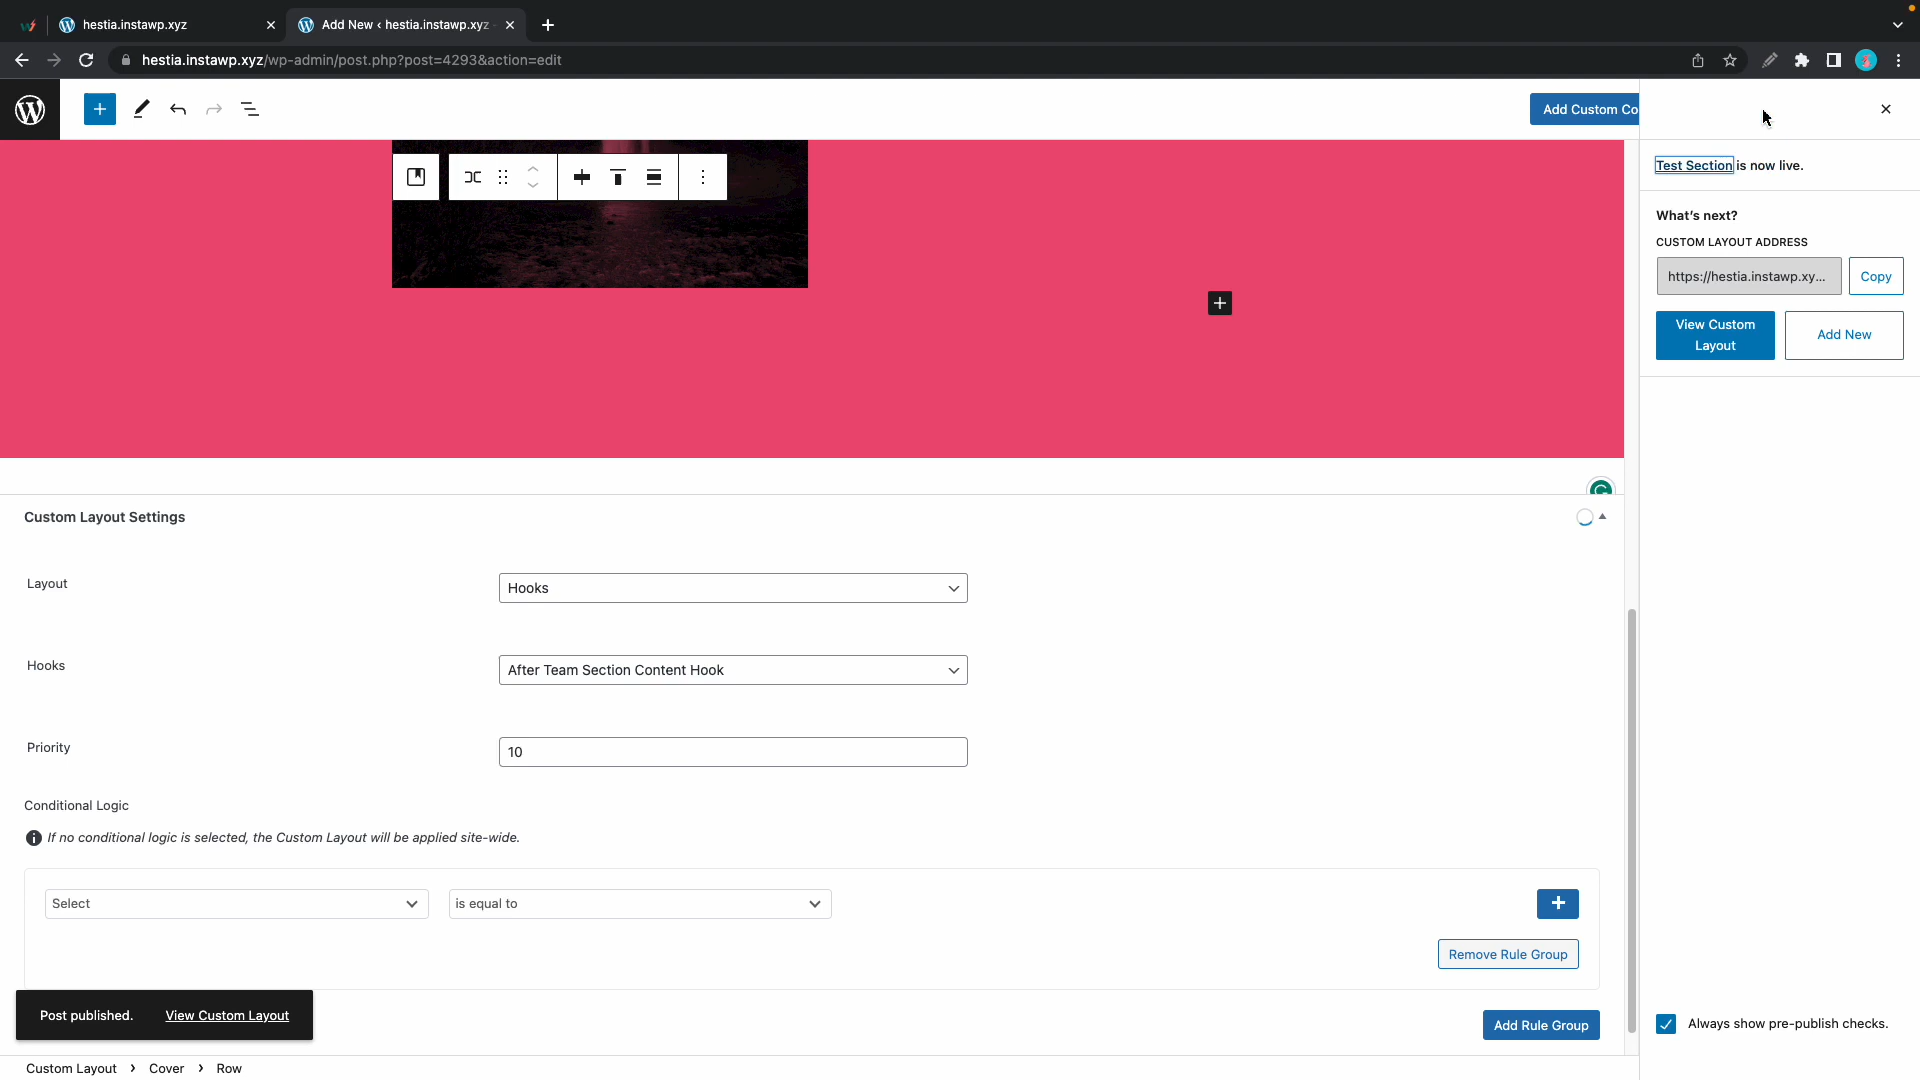 hestia.instawp.xyz
Add New ‹ hestia.instawp.xyz -
hestia.instawp.xyz/wp-admin/post.php?post=4293&action=edit
Add Custom Co
Test Section is now live.
What's next?
CUSTOM LAYOUT ADDRESS
https://hestia.instawp.xy...
Copy
View Custom
Layout
Add New
Custom Layout Settings
Layout
Hooks
Hooks
After Team Section Content Hook
Priority
10
Conditional Logic
If no conditional logic is selected, the Custom Layout will be applied site-wide.
Select
is equal to
Remove Rule Group
Post published.
View Custom Layout
Add Rule Group
Always show pre-publish checks.
Custom Layout › Cover › Row